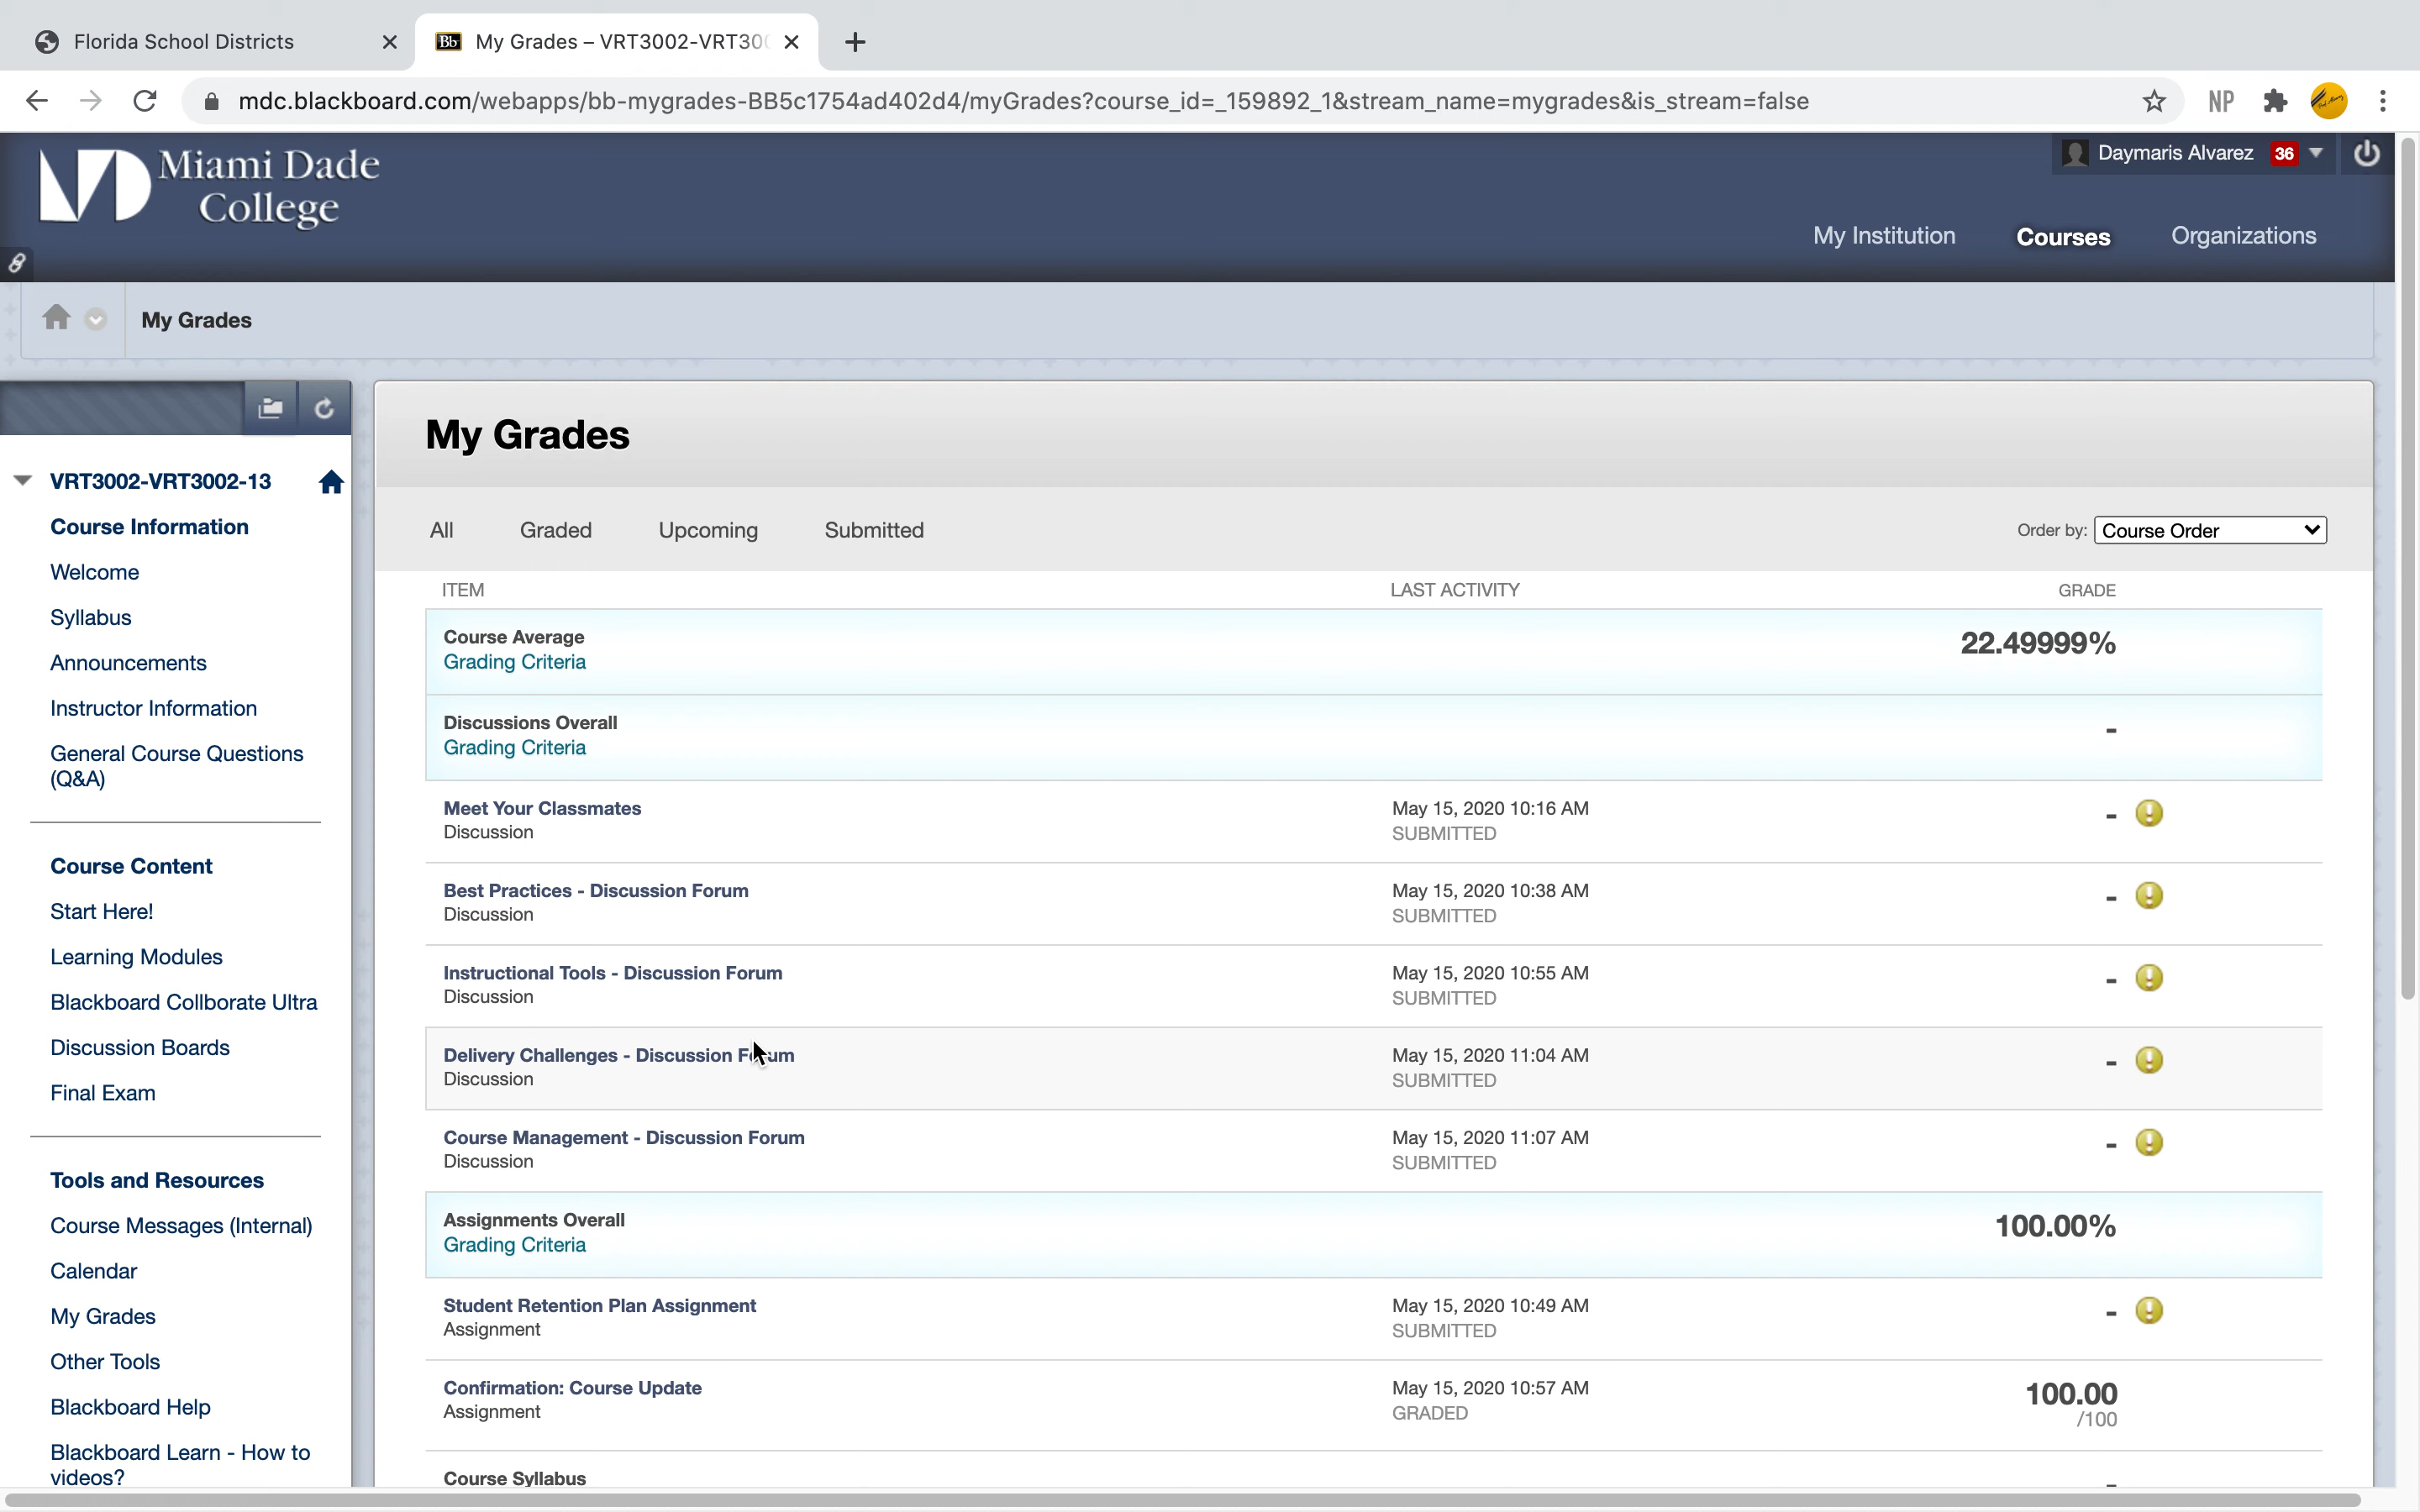 Florida School Districts
Bb My Grades – VRT3002-VRT300
mdc.blackboard.com/webapps/bb-mygrades-BB5c1754ad402d4/myGrades?course_id=_159892_1&stream_name=mygrades&is_stream=false
NP
Miami Dade
College
Daymaris Alvarez 36
My Institution Courses Organizations
My Grades
VRT3002-VRT3002-13
Course Information
Welcome
Syllabus
Announcements
Instructor Information
General Course Questions
(Q&A)
Course Content
Start Here!
Learning Modules
Blackboard Collborate Ultra
Discussion Boards
Final Exam
Tools and Resources
Course Messages (Internal)
Calendar
My Grades
Other Tools
Blackboard Help
Blackboard Learn - How to
videos?
My Grades
All Graded Upcoming Submitted Order by: Course Order
ITEM LAST ACTIVITY GRADE
Course Average 22.49999%
Grading Criteria
Discussions Overall -
Grading Criteria
Meet Your Classmates May 15, 2020 10:16 AM -
Discussion SUBMITTED
Best Practices - Discussion Forum May 15, 2020 10:38 AM -
Discussion SUBMITTED
Instructional Tools - Discussion Forum May 15, 2020 10:55 AM -
Discussion SUBMITTED
Delivery Challenges - Discussion Forum May 15, 2020 11:04 AM -
Discussion SUBMITTED
Course Management - Discussion Forum May 15, 2020 11:07 AM -
Discussion SUBMITTED
Assignments Overall 100.00%
Grading Criteria
Student Retention Plan Assignment May 15, 2020 10:49 AM -
Assignment SUBMITTED
Confirmation: Course Update May 15, 2020 10:57 AM 100.00
Assignment GRADED /100
Course Syllabus -